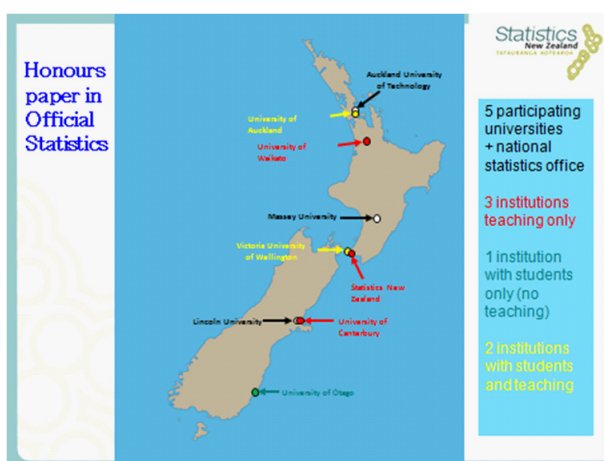 Honours
paper in
Official
Statistics
Auckland University
of Technology
University of
Auckland
University of
Waikato
Massey University
Victoria University
of Wellington
Statistics New
Zealand
Lincoln University
University of
Canterbury
University of Otago
Statistics
New Zealand
TATAURANGA AOTEAROA
5 participating
universities
+ national
statistics office
3 institutions
teaching only
1 institution
with students
only (no
teaching)
2 institutions
with students
and teaching